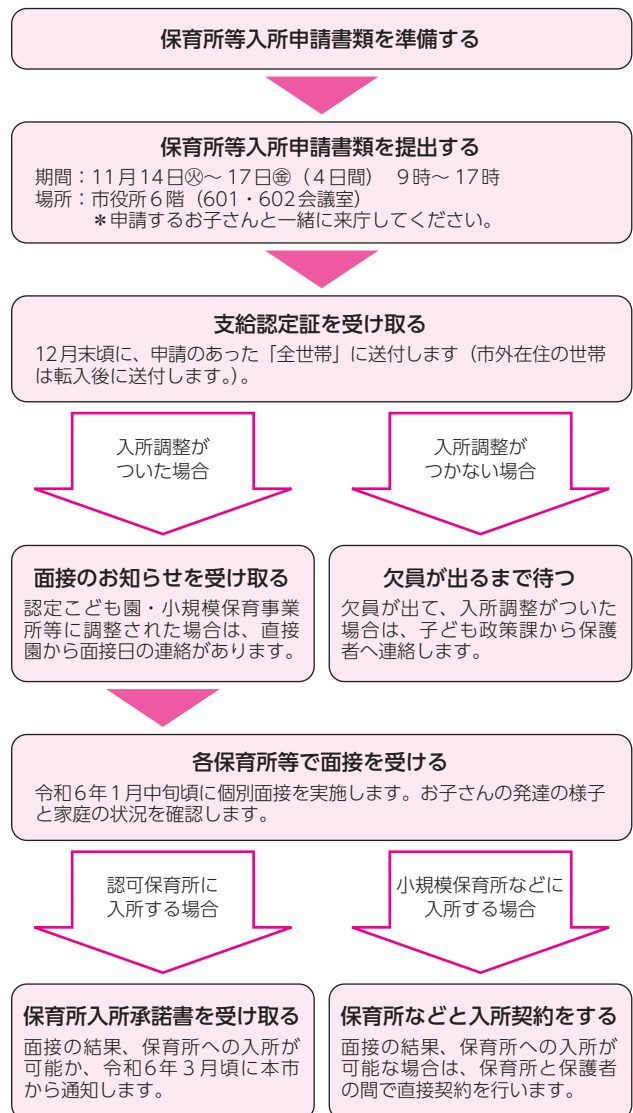 保育所等入所申請書類を準備する
保育所等入所申請書類を提出する
期間：11月14日㊋〜17日㊎（４日間）　９時〜17時
場所：市役所６階（601・602会議室）
＊申請するお子さんと一緒に来庁してください。
支給認定証を受け取る
12月末頃に、申請のあった「全世帯」に送付します（市外在住の世帯
は転入後に送付します。）。
入所調整が
ついた場合
入所調整が
つかない場合
面接のお知らせを受け取る
認定こども園・小規模保育事業
所等に調整された場合は、直接
園から面接日の連絡があります。
欠員が出るまで待つ
欠員が出て、入所調整がついた
場合は、子ども政策課から保護
者へ連絡します。
各保育所等で面接を受ける
令和６年１月中旬頃に個別面接を実施します。お子さんの発達の様子
と家庭の状況を確認します。
認可保育所に
入所する場合
小規模保育所などに
入所する場合
保育所入所承諾書を受け取る
面接の結果、保育所への入所が
可能か、令和６年３月頃に本市
から通知します。
保育所などと入所契約をする
面接の結果、保育所への入所が
可能な場合は、保育所と保護者
の間で直接契約を行います。